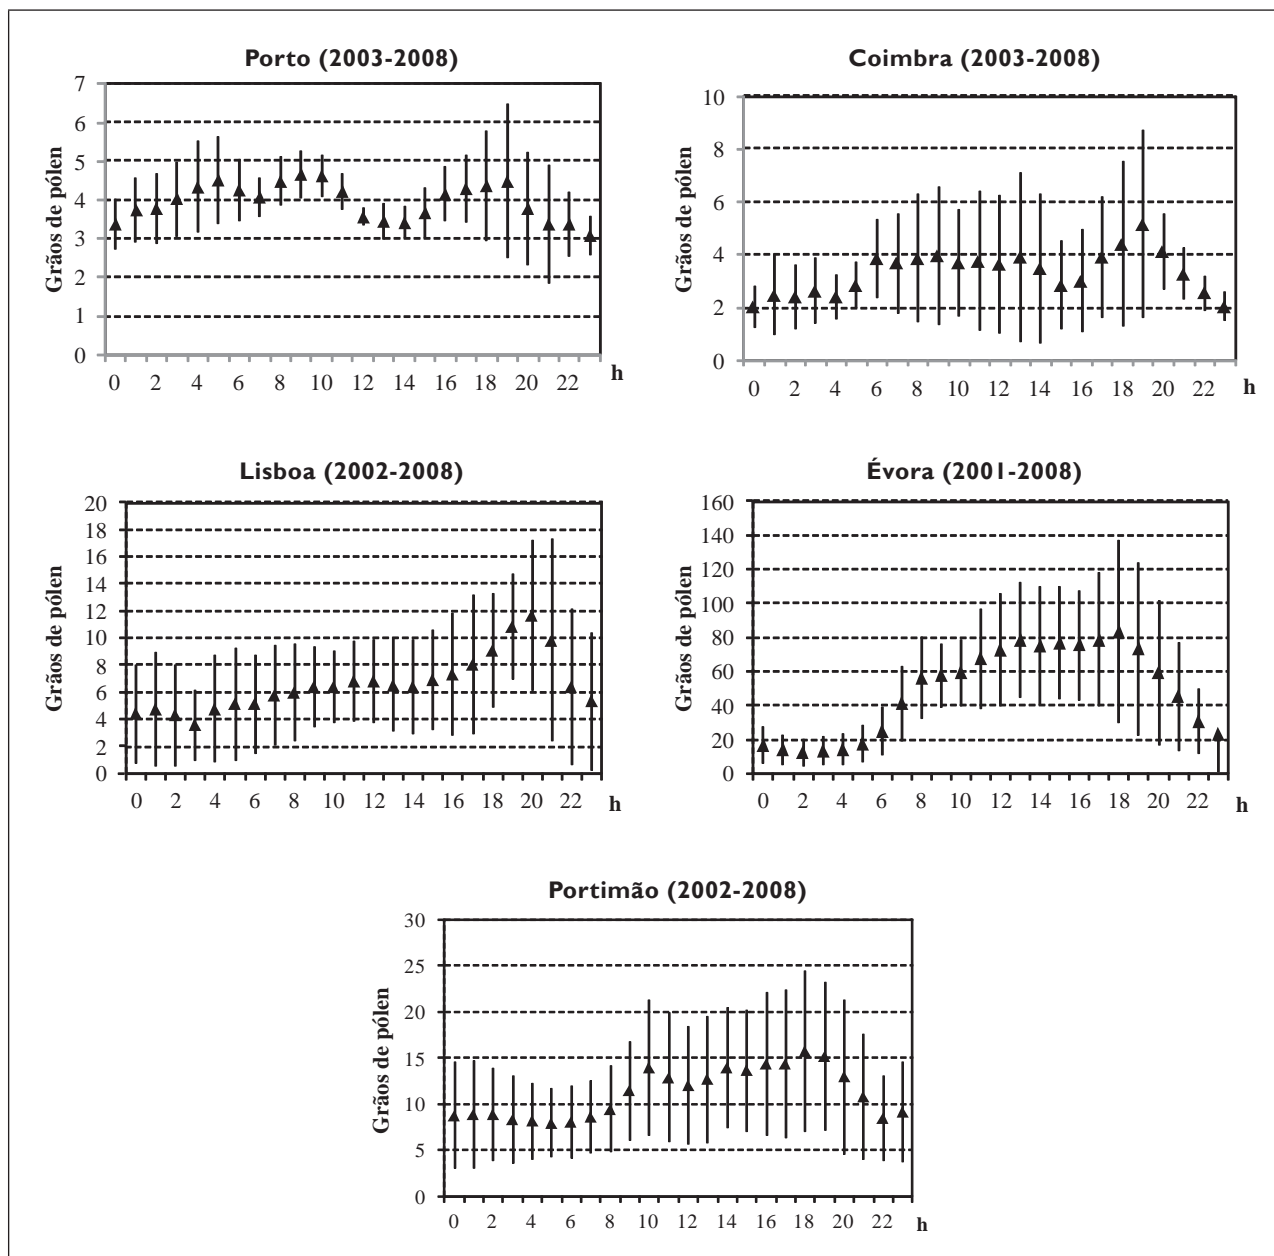 Porto (2003-2008)
Grãos de pólen
7
6
5
4
3
2
1
0
0 2 4 6 8 10 12 14 16 18 20 22 h
Coimbra (2003-2008)
Grãos de pólen
10
8
6
4
2
0
0 2 4 6 8 10 12 14 16 18 20 22 h
Lisboa (2002-2008)
Grãos de pólen
20
18
16
14
12
10
8
6
4
2
0
0 2 4 6 8 10 12 14 16 18 20 22 h
Évora (2001-2008)
Grãos de pólen
160
140
120
100
80
60
40
20
0
0 2 4 6 8 10 12 14 16 18 20 22 h
Portimão (2002-2008)
Grãos de pólen
30
25
20
15
10
5
0
0 2 4 6 8 10 12 14 16 18 20 22 h